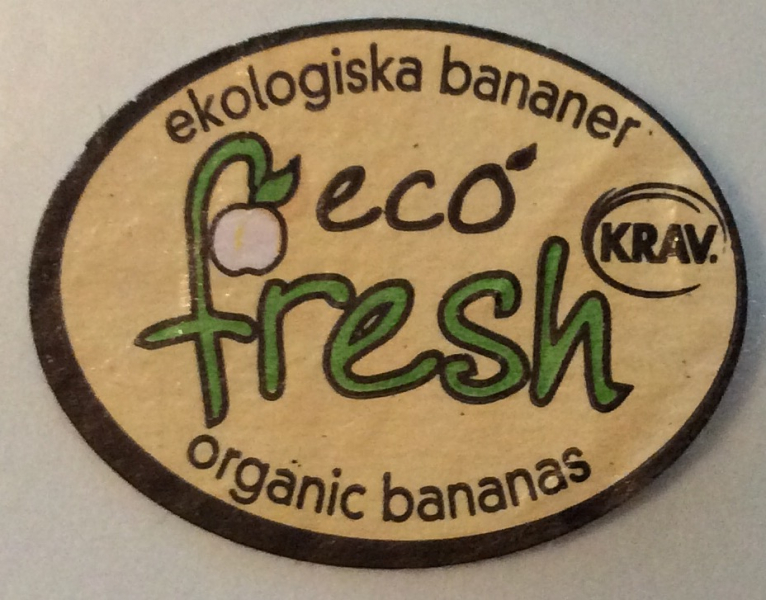 ekologiska bananer
eco
fresh
KRAV.
organic bananas